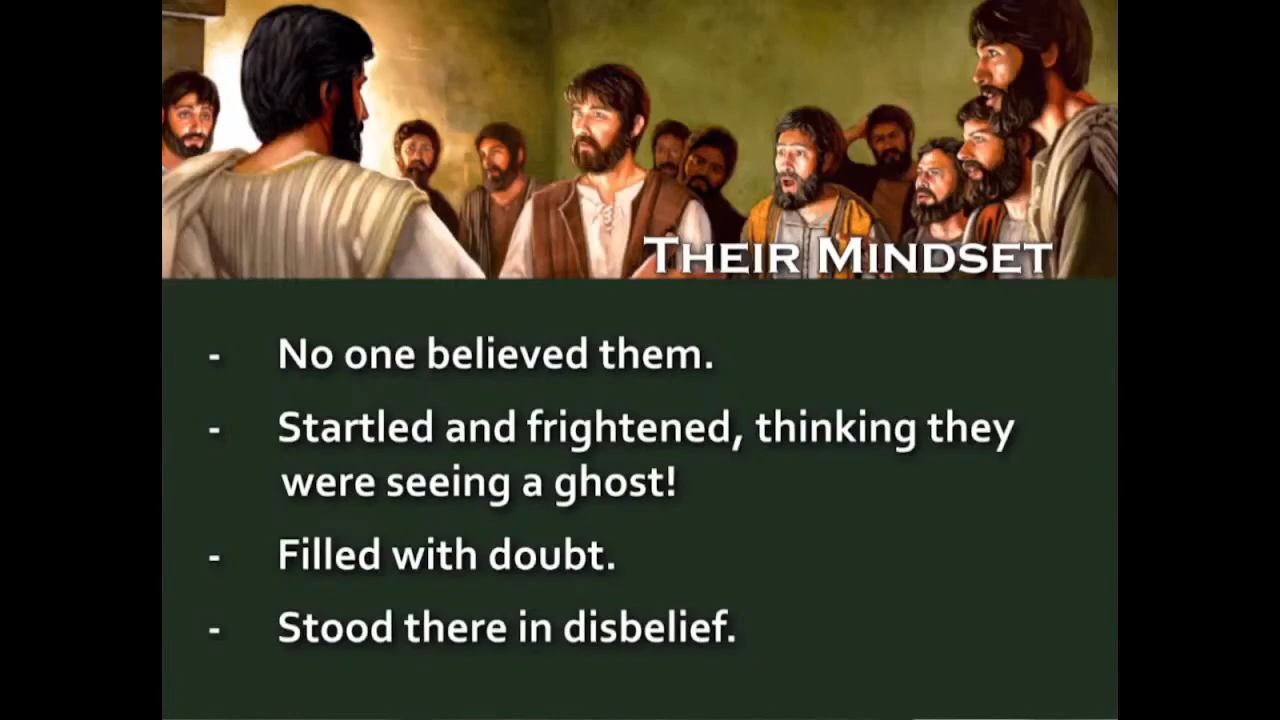 THEIR MINDSET
- No one believed them.
- Startled and frightened, thinking they
were seeing a ghost!
- Filled with doubt.
- Stood there in disbelief.